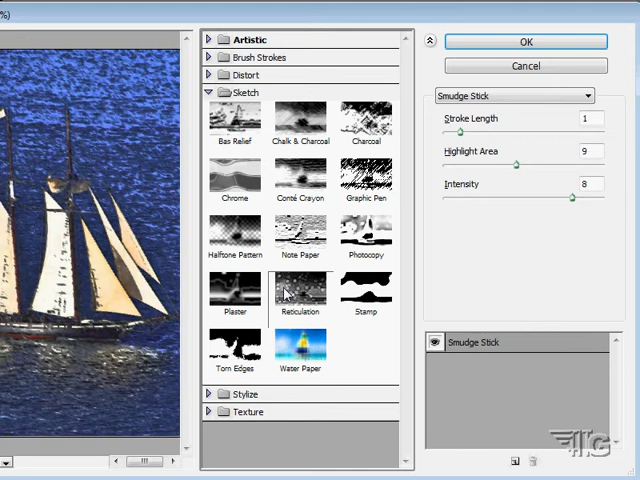 %)
Artistic
Brush Strokes
Distort
Sketch
Bas Relief
Chalk & Charcoal
Charcoal
Chrome
Conté Crayon
Graphic Pen
Halftone Pattern
Note Paper
Photocopy
Plaster
Reticulation
Stamp
Torn Edges
Water Paper
Stylize
Texture
OK
Cancel
Smudge Stick
Stroke Length 1
Highlight Area 9
Intensity 8
Smudge Stick